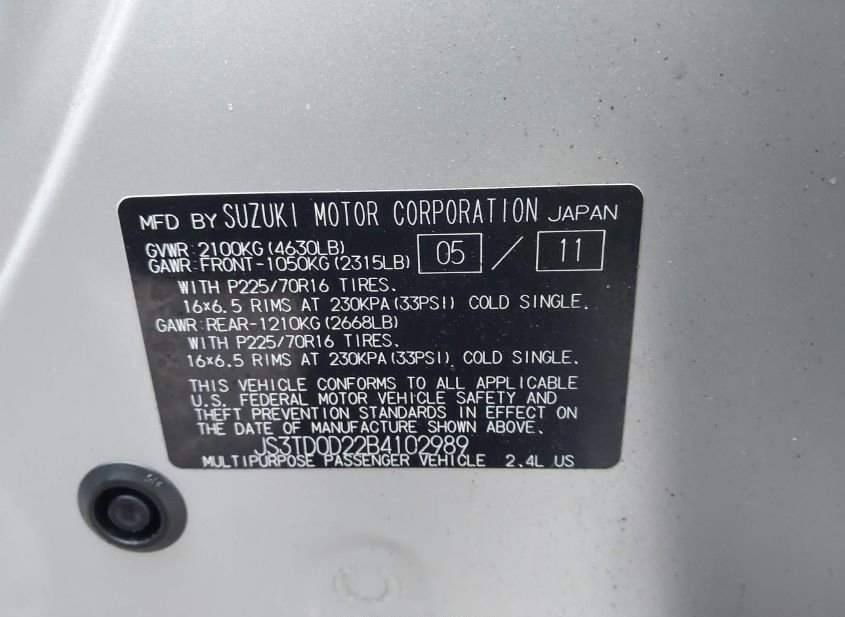 MFD BY SUZUKI MOTOR CORPORATION JAPAN
GVWR:2100KG(4630LB)
GAWR:FRONT-1050KG(2315LB) 05 / 11
WITH P225/70R16 TIRES.
16×6.5 RIMS AT 230KPA(33PSI) COLD SINGLE.
GAWR:REAR-1210KG(2668LB)
WITH P225/70R16 TIRES.
16×6.5 RIMS AT 230KPA(33PSI) COLD SINGLE.
THIS VEHICLE CONFORMS TO ALL APPLICABLE
U.S. FEDERAL MOTOR VEHICLE SAFETY AND
THEFT PREVENTION STANDARDS IN EFFECT ON
THE DATE OF MANUFACTURE SHOWN ABOVE.
JS3TD0D22B4102989
MULTIPURPOSE PASSENGER VEHICLE 2.4L US